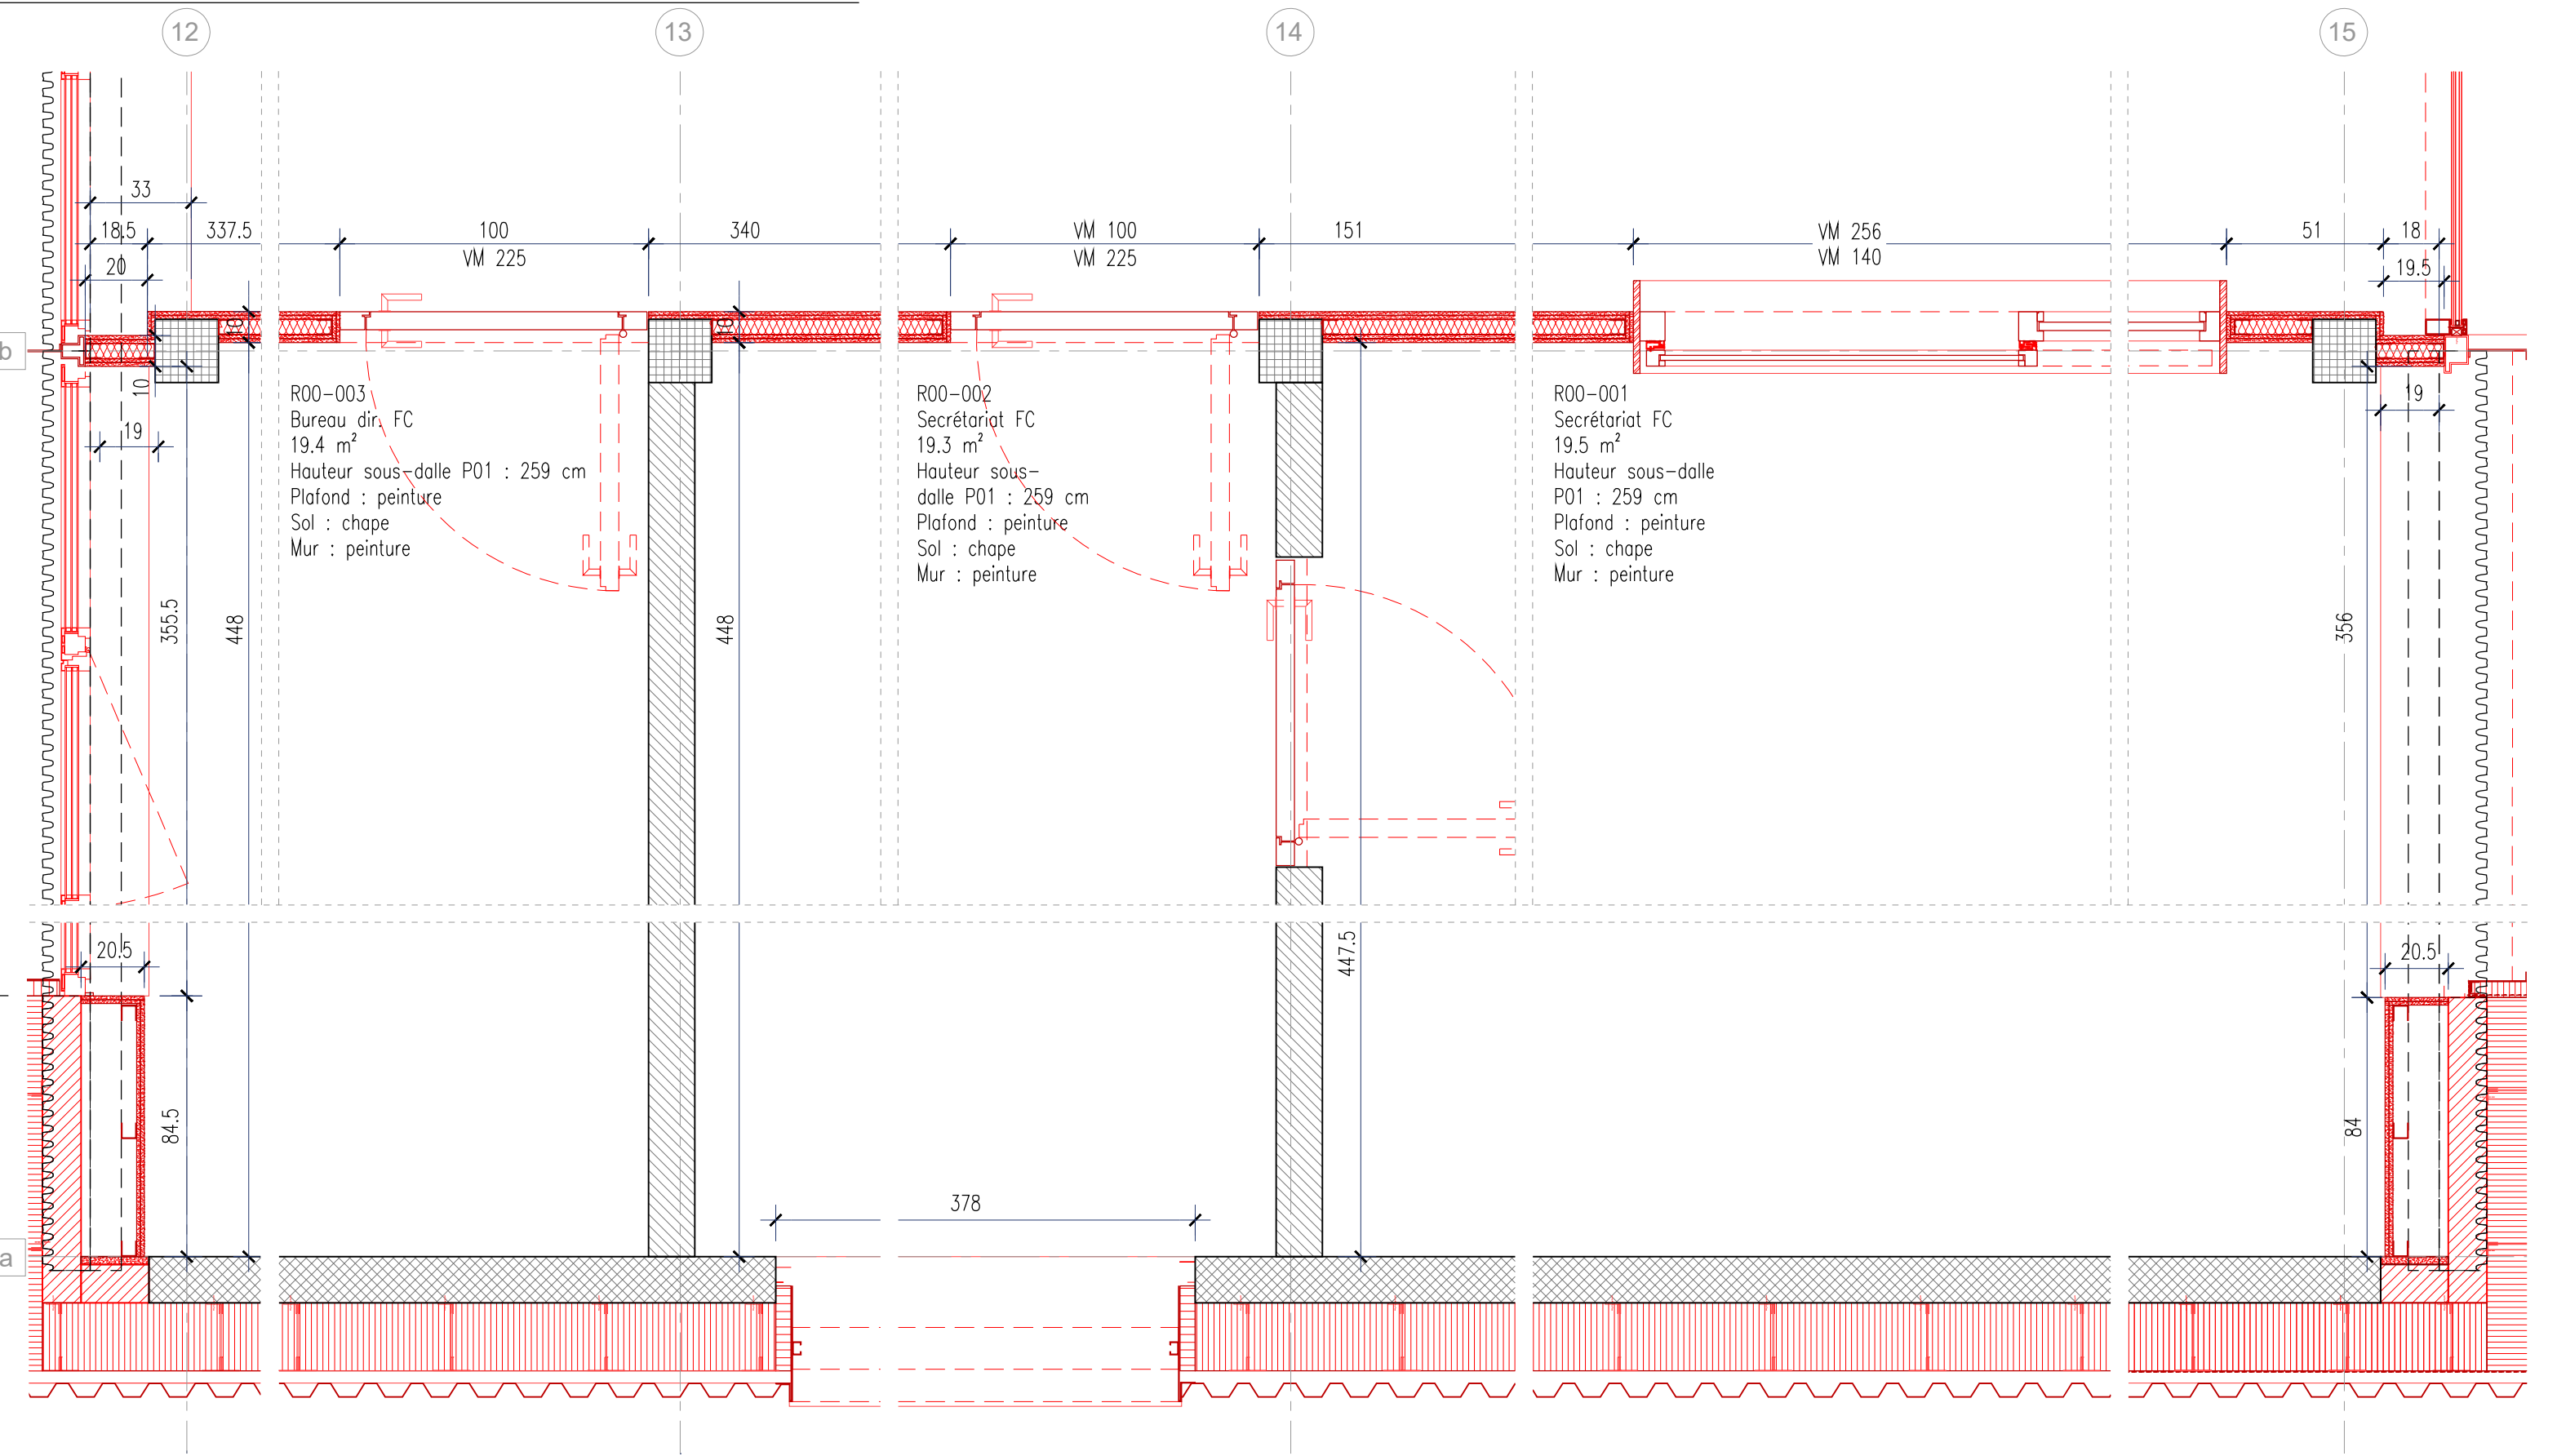 12
13
14
15
33
18.5
337.5
100
VM 225
340
VM 100
VM 225
151
VM 256
VM 140
51
18
20
19.5
10
10
b
10
19
19
R00-003
Bureau dir. FC
19.4 m²
Hauteur sous-dalle P01 : 259 cm
Plafond : peinture
Sol : chape
Mur : peinture
R00-002
Secrétariat FC
19.3 m²
Hauteur sous-
dalle P01 : 259 cm
Plafond : peinture
Sol : chape
Mur : peinture
R00-001
Secrétariat FC
19.5 m²
Hauteur sous-dalle
P01 : 259 cm
Plafond : peinture
Sol : chape
Mur : peinture
355.5
448
448
356
20.5
447.5
20.5
84.5
84
378
a